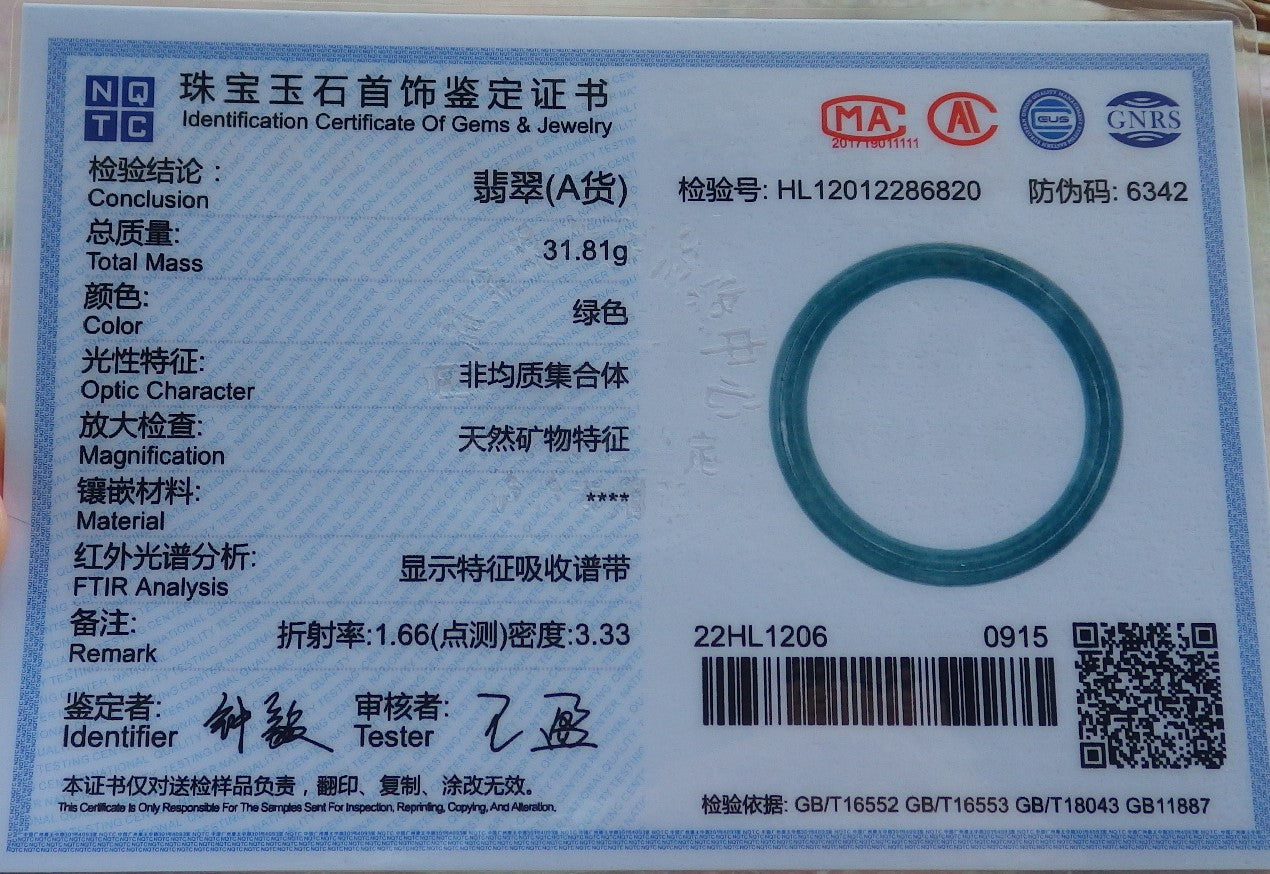 NQ
TC
珠宝玉石首饰鉴定证书
Identification Certificate Of Gems & Jewelry
MA
201719011111
GUS
GNRS
检验结论：
翡翠(A货)
Conclusion
检验号: HL12012286820 防伪码: 6342
总质量:
31.81g
Total Mass
颜色:
绿色
Color
光性特征:
非均质集合体
Optic Character
放大检查:
天然矿物特征
Magnification
镶嵌材料:
****
Material
红外光谱分析:
显示特征吸收谱带
FTIR Analysis
备注:
折射率:1.66(点测)密度:3.33
Remark
22HL1206 0915
鉴定者: 钟敏 审核者: 王盈
Identifier Tester
本证书仅对送检样品负责，翻印、复制、涂改无效。
This Certificate Is Only Responsible For The Samples Sent For Inspection, Reprinting, Copying, And Alteration.
检验依据: GB/T16552 GB/T16553 GB/T18043 GB11887